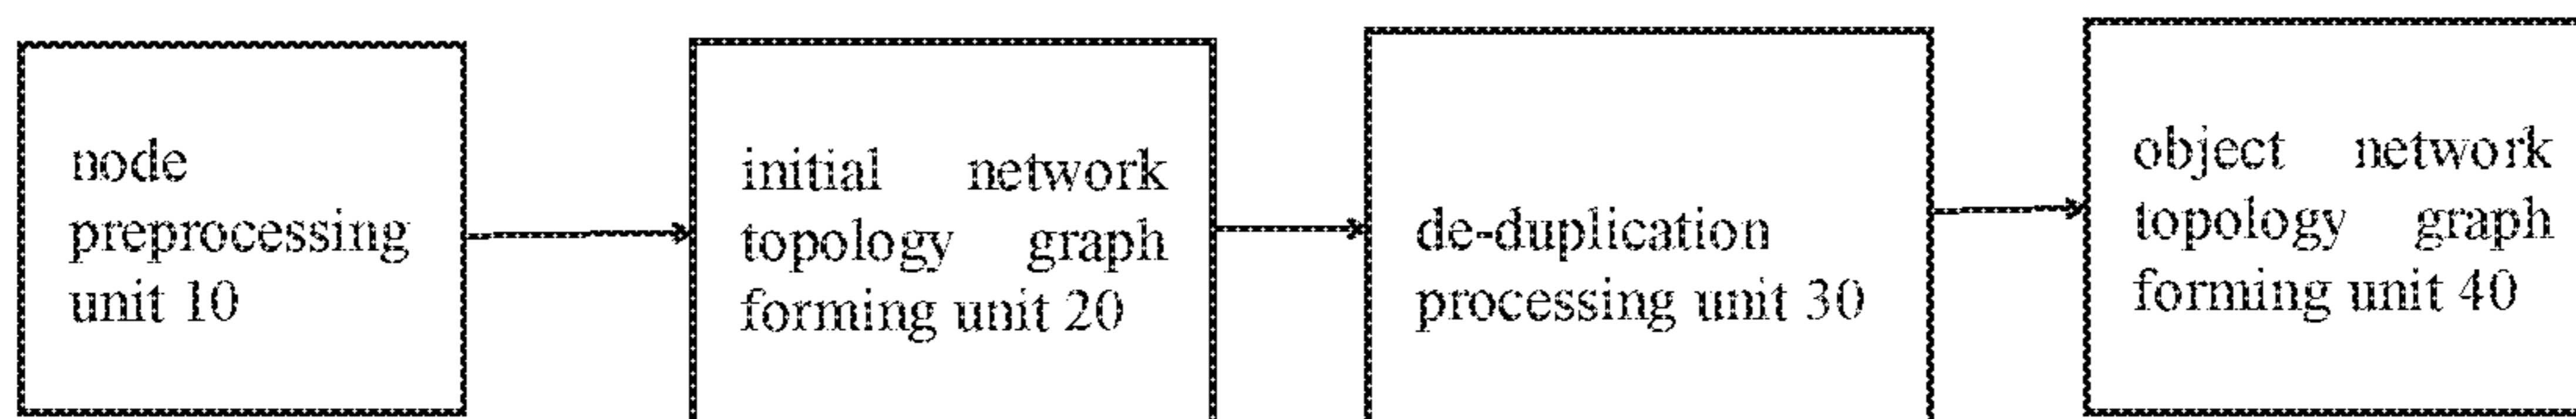 node
preprocessing
unit 10
initial network
topology graph
forming unit 20
de-duplication
processing unit 30
object network
topology graph
forming unit 40